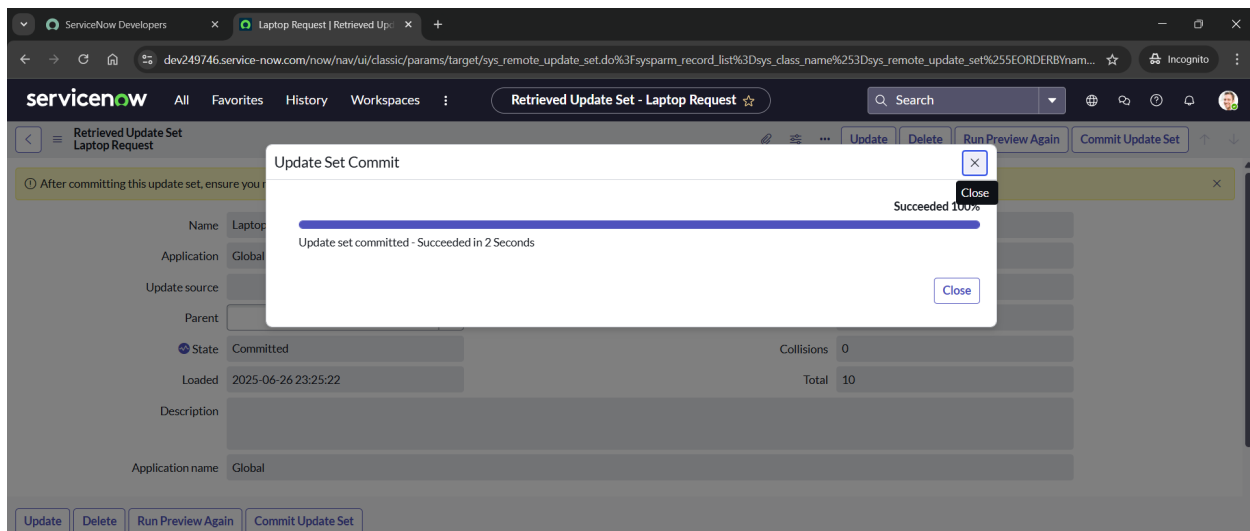 ServiceNow Developers
Laptop Request | Retrieved Upd
dev249746.service-now.com/now/nav/ui/classic/params/target/sys_remote_update_set.do%3Fsysparm_record_list%3Dsys_class_name%253Dsys_remote_update_set%255EORDERBYnam...
Incognito
servicenow All Favorites History Workspaces
Retrieved Update Set - Laptop Request
Search
Retrieved Update Set
Laptop Request
Update Delete Run Preview Again Commit Update Set
Update Set Commit
After committing this update set, ensure you
Close
Succeeded 100%
Update set committed - Succeeded in 2 Seconds
Close
Name Laptop
Application Global
Update source
Parent
State Committed
Collisions 0
Loaded 2025-06-26 23:25:22
Total 10
Description
Application name Global
Update Delete Run Preview Again Commit Update Set